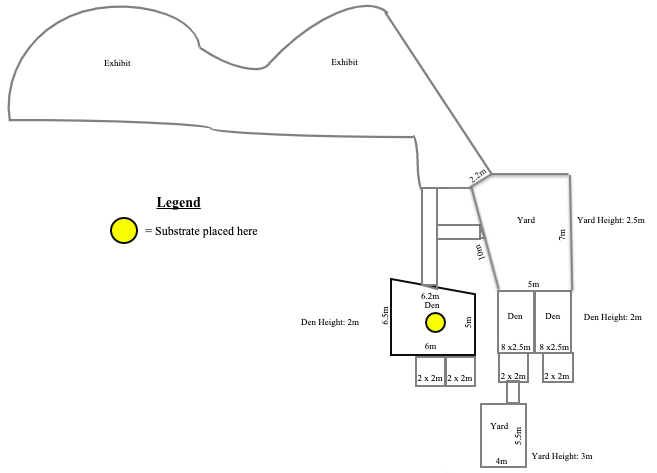 Exhibit
Exhibit
Legend
= Substrate placed here
2.2m
Yard
Yard Height: 2.5m
7m
10m
5m
6.2m
Den
6.5m
5m
6m
Den Height: 2m
Den
Den
Den Height: 2m
8 x2.5m
8 x2.5m
2 x 2m
2 x 2m
2 x 2m
2 x 2m
Yard
5.5m
4m
Yard Height: 3m